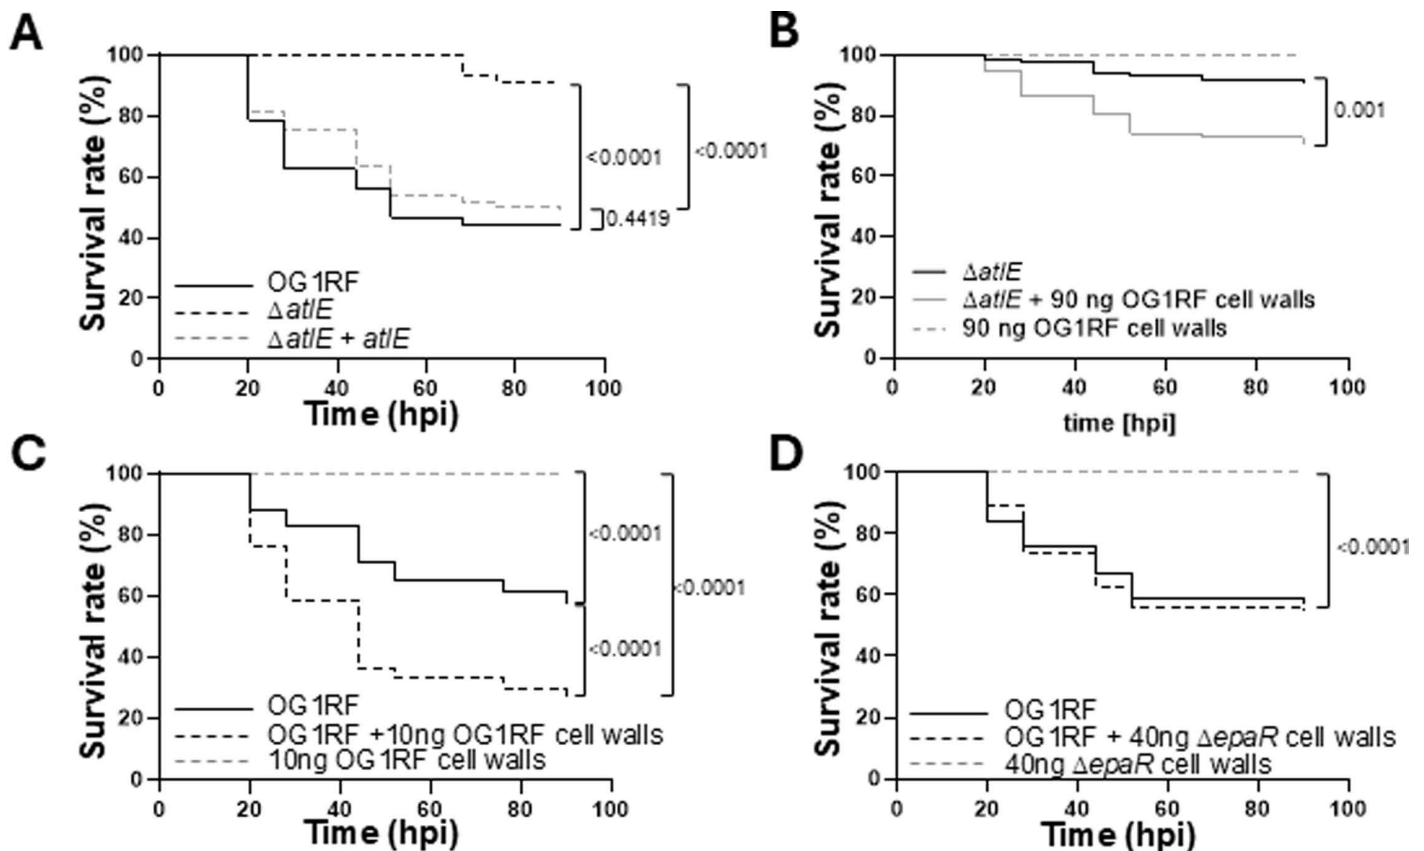 A
Survival rate (%)
100
80
60
40
20
0
0 20 40 60 80 100
Time (hpi)
<0.0001
<0.0001
0.4419
OG1RF
ΔatlE
ΔatlE + atlE
B
Survival rate (%)
100
80
60
40
20
0
0 20 40 60 80 100
time [hpi]
0.001
ΔatlE
ΔatlE + 90 ng OG1RF cell walls
90 ng OG1RF cell walls
C
Survival rate (%)
100
80
60
40
20
0
0 20 40 60 80 100
Time (hpi)
<0.0001
<0.0001
<0.0001
OG1RF
OG1RF +10ng OG1RF cell walls
10ng OG1RF cell walls
D
Survival rate (%)
100
80
60
40
20
0
0 20 40 60 80 100
Time (hpi)
<0.0001
OG1RF
OG1RF + 40ng ΔepaR cell walls
40ng ΔepaR cell walls